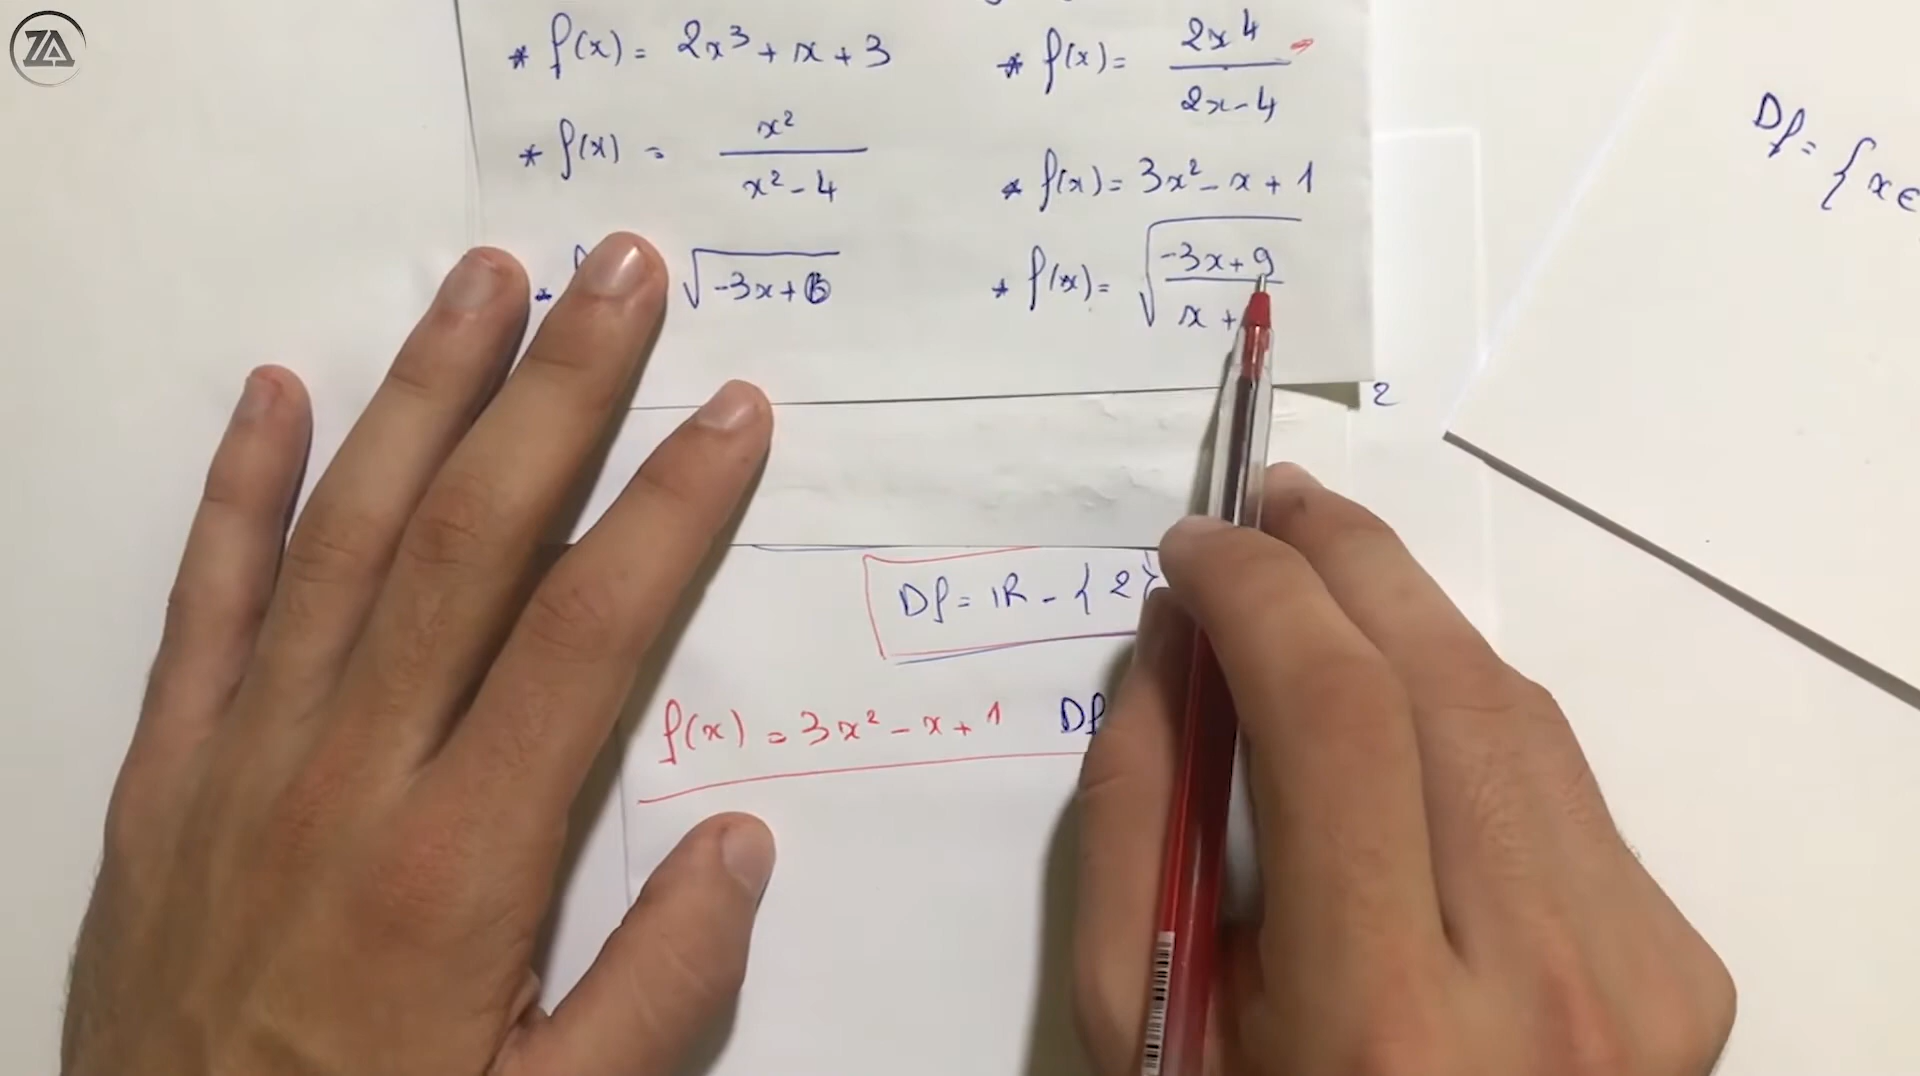 ZA
* f(x) = 2x³ + x + 3
* f(x) = 2x⁴ / 2x - 4
* f(x) = x² / x² - 4
* f(x) = 3x² - x + 1
√-3x +
* f(x) = √-3x + 9 / x +
2
Df = IR - { 2 }
f(x) = 3x² - x + 1 Df
Df = { x ∈